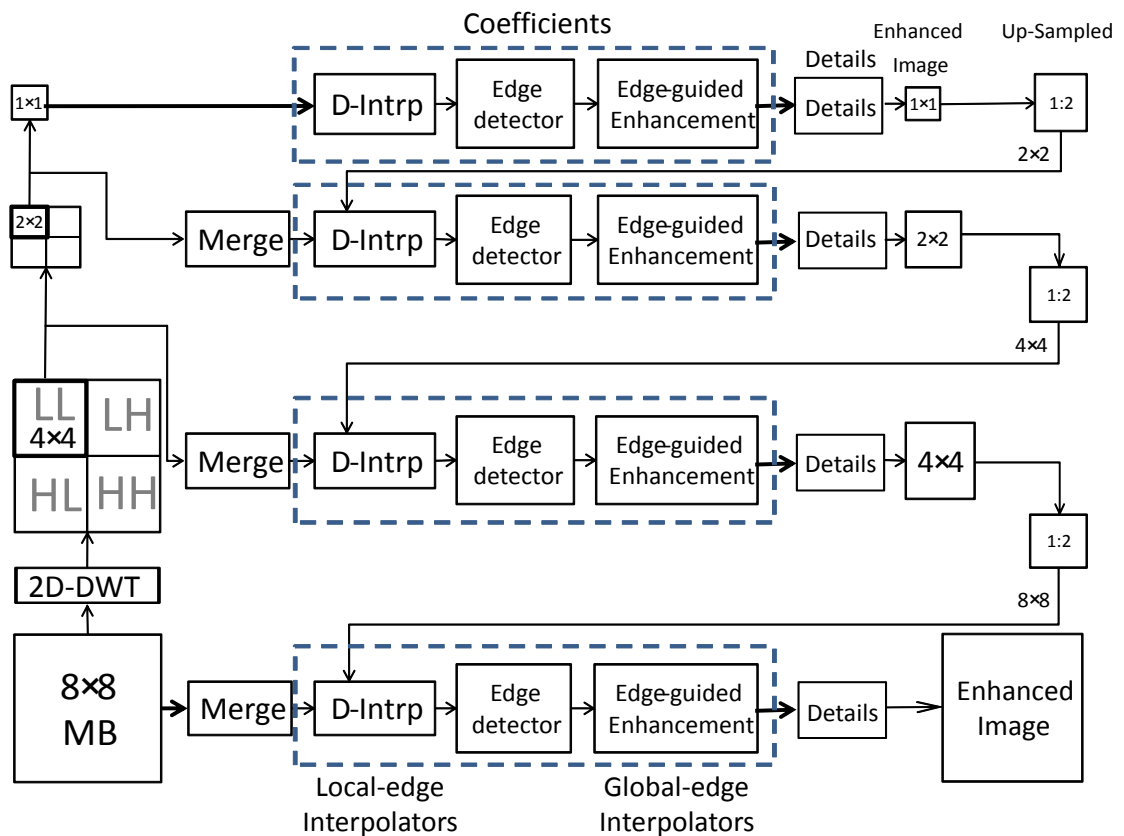 Coefficients
Enhanced
Up-Sampled
Details
Image
1×1
D-Intrp
Edge
detector
Edge-guided
Enhancement
Details
1×1
1:2
2×2
2×2
Merge
D-Intrp
Edge
detector
Edge-guided
Enhancement
Details
2×2
1:2
4×4
LL
4×4
LH
HL
HH
Merge
D-Intrp
Edge
detector
Edge-guided
Enhancement
Details
4×4
1:2
2D-DWT
8×8
8×8
MB
Merge
D-Intrp
Edge
detector
Edge-guided
Enhancement
Details
Enhanced
Image
Local-edge
Interpolators
Global-edge
Interpolators